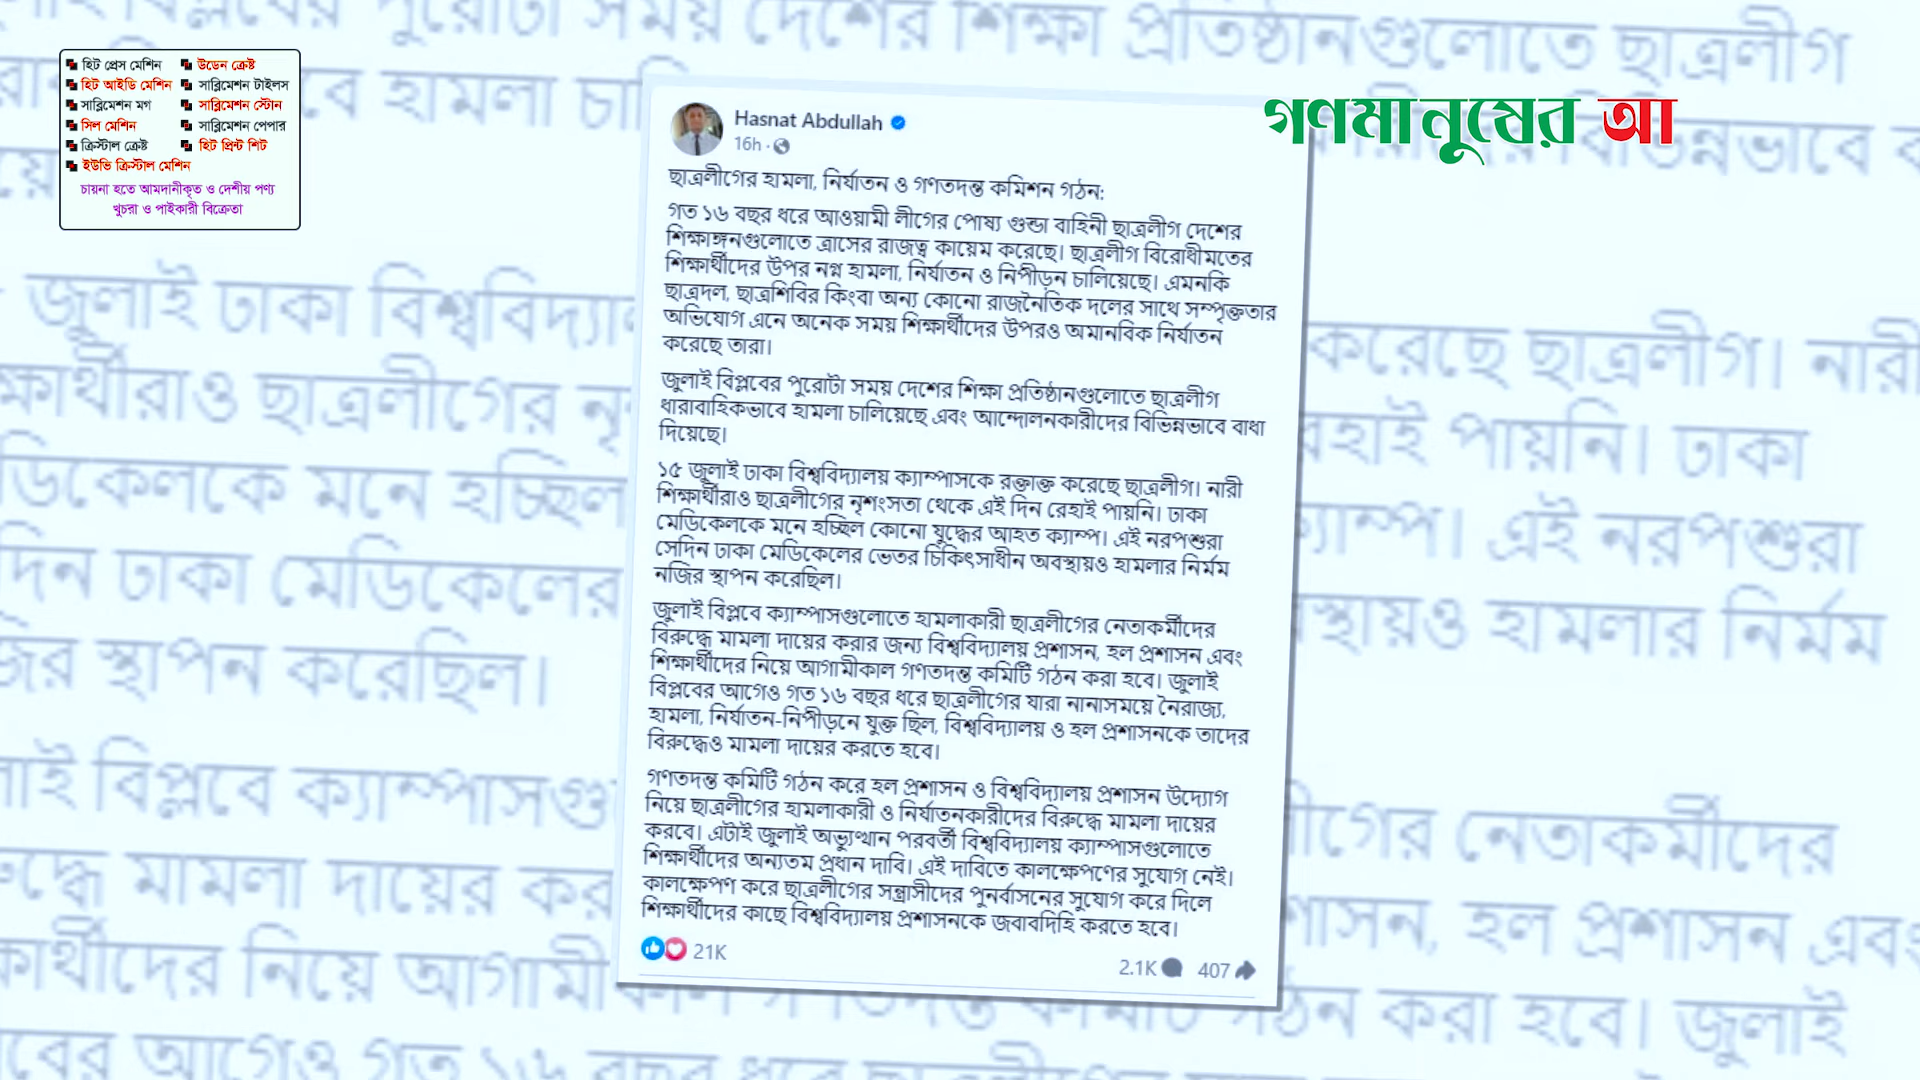 হিট প্রেস মেশিন
উডেন ক্রেষ্ট
হিট আইডি মেশিন
সাব্লিমেশন টাইলস
সাব্লিমেশন মগ
সাব্লিমেশন স্টোন
সিল মেশিন
সাব্লিমেশন পেপার
ক্রিস্টাল ক্রেষ্ট
হিট প্রিন্ট শিট
ইউভি ক্রিস্টাল মেশিন
চায়না হতে আমদানীকৃত ও দেশীয় পণ্য
খুচরা ও পাইকারী বিক্রেতা
গণমানুষের আ
Hasnat Abdullah
16h
ছাত্রলীগের হামলা, নির্যাতন ও গণতদন্ত কমিশন গঠন:
গত ১৬ বছর ধরে আওয়ামী লীগের পোষ্য গুন্ডা বাহিনী ছাত্রলীগ দেশের
শিক্ষাঙ্গনগুলোতে ত্রাসের রাজত্ব কায়েম করেছে। ছাত্রলীগ বিরোধীমতের
শিক্ষার্থীদের উপর নগ্ন হামলা, নির্যাতন ও নিপীড়ন চালিয়েছে। এমনকি
ছাত্রদল, ছাত্রশিবির কিংবা অন্য কোনো রাজনৈতিক দলের সাথে সম্পৃক্ততার
অভিযোগ এনে অনেক সময় শিক্ষার্থীদের উপরও অমানবিক নির্যাতন
করেছে তারা।
জুলাই বিপ্লবের পুরোটা সময় দেশের শিক্ষা প্রতিষ্ঠানগুলোতে ছাত্রলীগ
ধারাবাহিকভাবে হামলা চালিয়েছে এবং আন্দোলনকারীদের বিভিন্নভাবে বাধা
দিয়েছে।
১৫ জুলাই ঢাকা বিশ্ববিদ্যালয় ক্যাম্পাসকে রক্তাক্ত করেছে ছাত্রলীগ। নারী
শিক্ষার্থীরাও ছাত্রলীগের নৃশংসতা থেকে এই দিন রেহাই পায়নি। ঢাকা
মেডিকেলকে মনে হচ্ছিল কোনো যুদ্ধের আহত ক্যাম্প। এই নরপশুরা
সেদিন ঢাকা মেডিকেলের ভেতর চিকিৎসাধীন অবস্থায়ও হামলার নির্মম
নজির স্থাপন করেছিল।
জুলাই বিপ্লবে ক্যাম্পাসগুলোতে হামলাকারী ছাত্রলীগের নেতাকর্মীদের
বিরুদ্ধে মামলা দায়ের করার জন্য বিশ্ববিদ্যালয় প্রশাসন, হল প্রশাসন এবং
শিক্ষার্থীদের নিয়ে আগামীকাল গণতদন্ত কমিটি গঠন করা হবে। জুলাই
বিপ্লবের আগেও গত ১৬ বছর ধরে ছাত্রলীগের যারা নানাসময়ে নৈরাজ্য,
হামলা, নির্যাতন-নিপীড়নে যুক্ত ছিল, বিশ্ববিদ্যালয় ও হল প্রশাসনকে তাদের
বিরুদ্ধেও মামলা দায়ের করতে হবে।
গণতদন্ত কমিটি গঠন করে হল প্রশাসন ও বিশ্ববিদ্যালয় প্রশাসন উদ্যোগ
নিয়ে ছাত্রলীগের হামলাকারী ও নির্যাতনকারীদের বিরুদ্ধে মামলা দায়ের
করবে। এটাই জুলাই অভ্যুত্থান পরবর্তী বিশ্ববিদ্যালয় ক্যাম্পাসগুলোতে
শিক্ষার্থীদের অন্যতম প্রধান দাবি। এই দাবিতে কালক্ষেপণের সুযোগ নেই।
কালক্ষেপণ করে ছাত্রলীগের সন্ত্রাসীদের পুনর্বাসনের সুযোগ করে দিলে
শিক্ষার্থীদের কাছে বিশ্ববিদ্যালয় প্রশাসনকে জবাবদিহি করতে হবে।
21K
2.1K 407